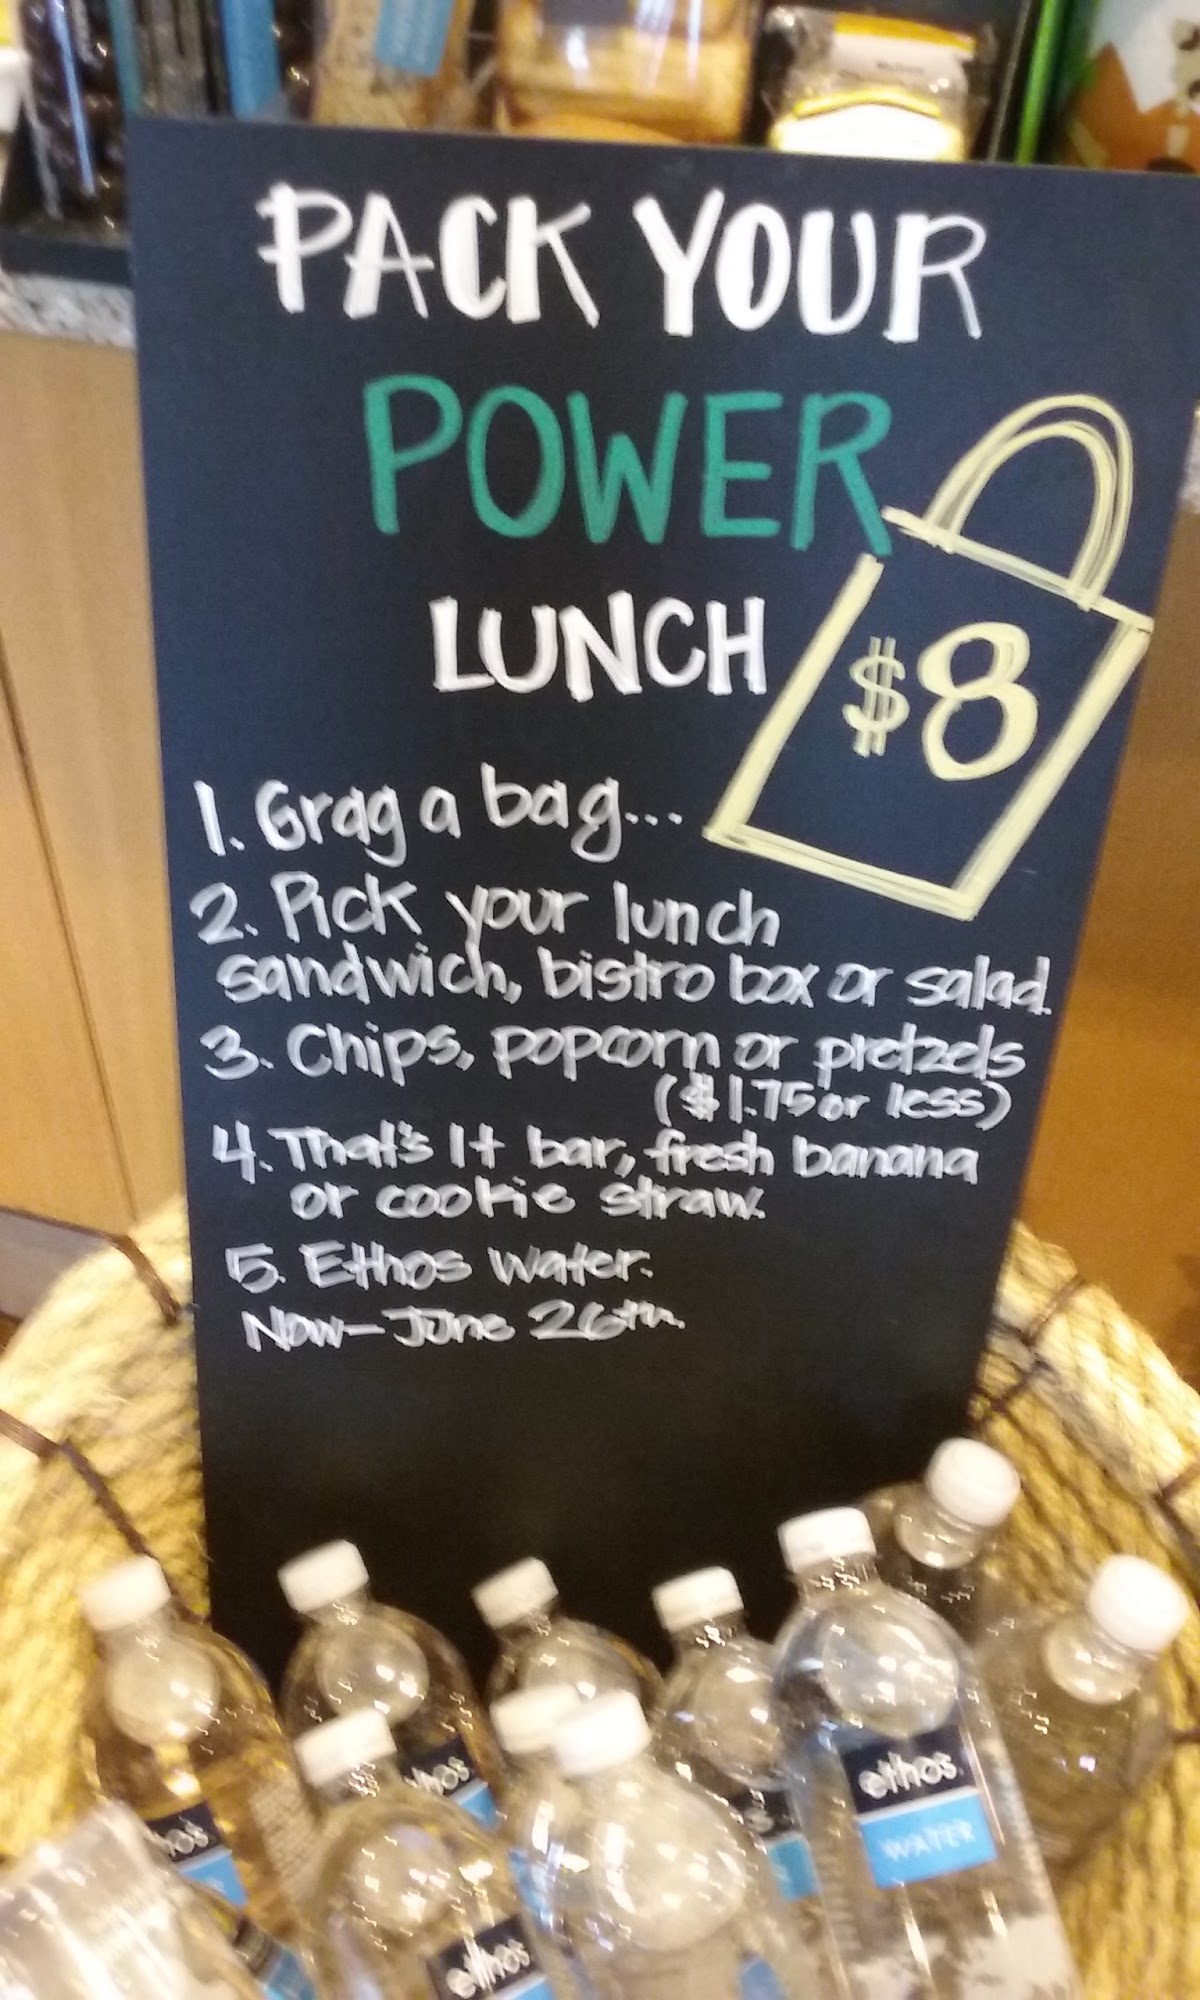 PACK YOUR
POWER
LUNCH
$8
1. Grag a bag...
2. Pick your lunch
sandwich, bistro box or salad.
3. Chips, popcorn or pretzels
($1.75 or less)
4. That's It bar, fresh banana
or cookie straw.
5. Ethos water.
Now-June 26th.
ethos
WATER
ethos